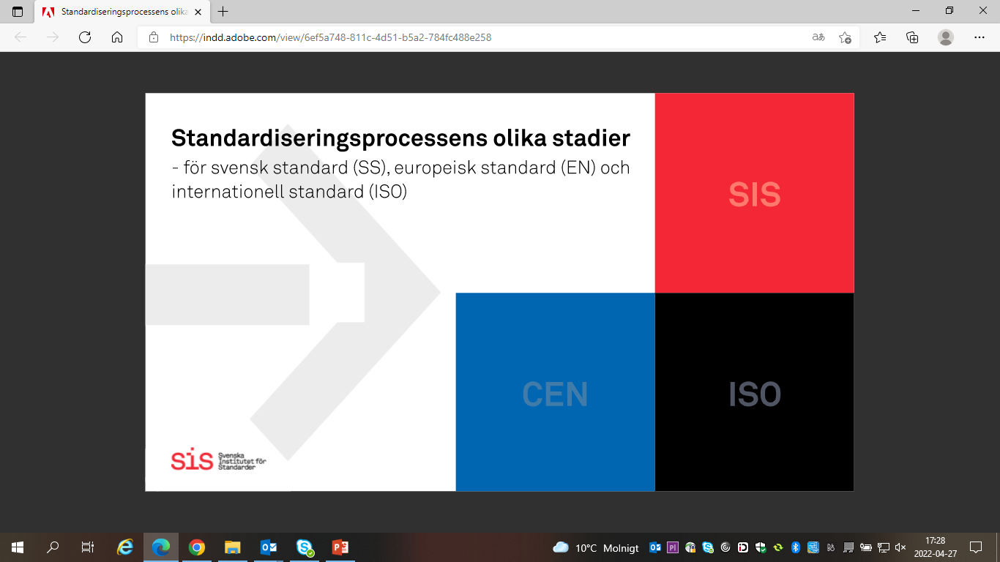 Standardiseringsprocessens olika
https://indd.adobe.com/view/6ef5a748-811c-4d51-b5a2-784fc488e258
Standardiseringsprocessens olika stadier
- för svensk standard (SS), europeisk standard (EN) och
internationell standard (ISO)
SIS
CEN
ISO
sis Svenska
Institutet för
Standarder
10°C Molnigt
17:28
2022-04-27